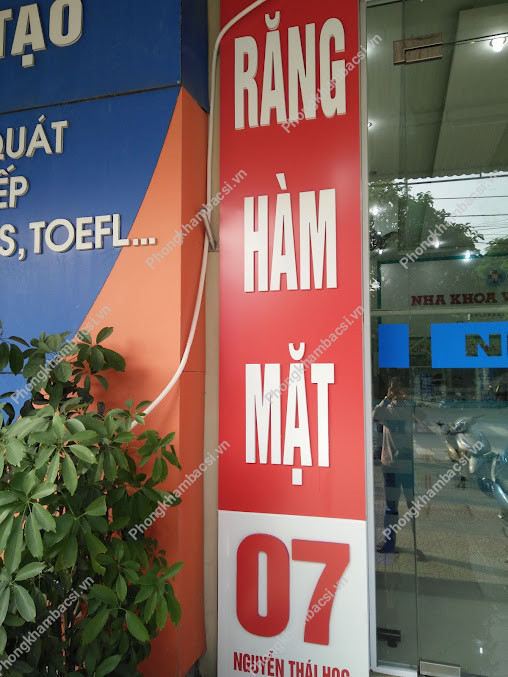 TẠO
QUÁT
ẾP
S, TOEFL...
RĂNG
HÀM
MẶT
07
NGUYỄN THÁI HỌC
NHA KHOA V
N
Phongkhambacsi.vn